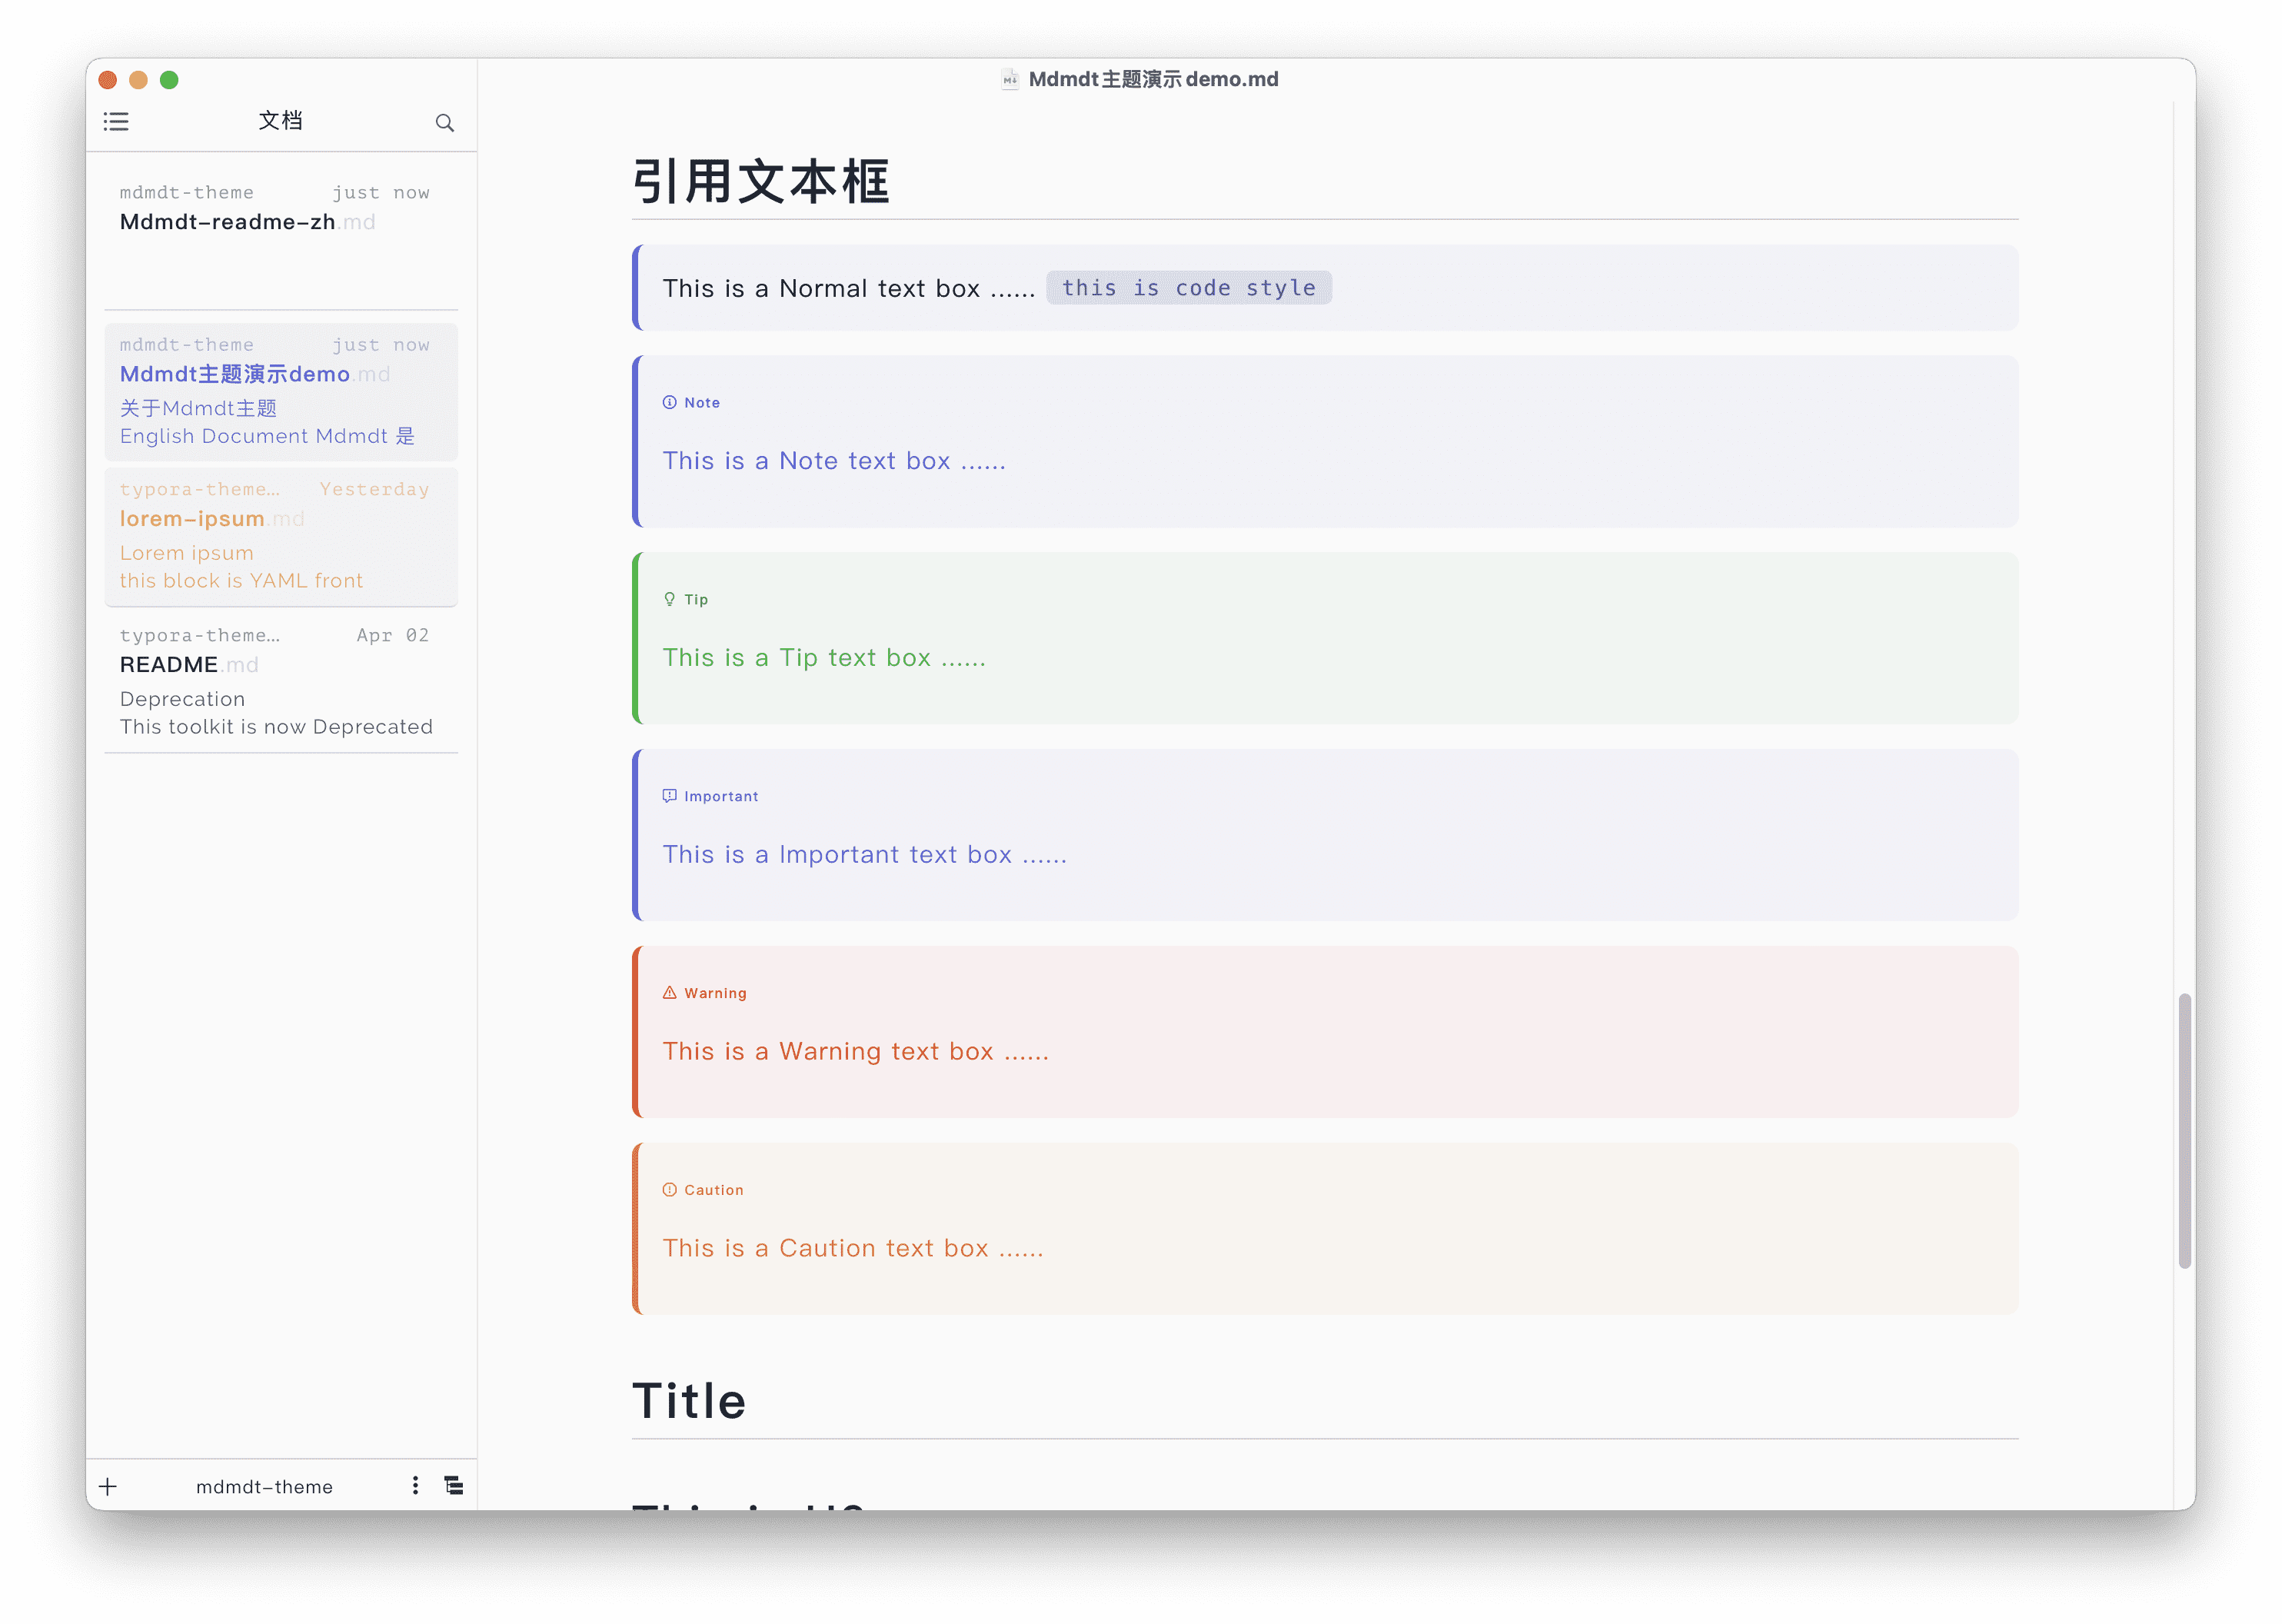 Mdmdt主题演示demo.md
文档
mdmdt-theme just now
Mdmdt-readme-zh.md
mdmdt-theme just now
Mdmdt主题演示demo.md
关于Mdmdt主题
English Document Mdmdt 是
typora-theme… Yesterday
lorem-ipsum.md
Lorem ipsum
this block is YAML front
typora-theme… Apr 02
README.md
Deprecation
This toolkit is now Deprecated
mdmdt-theme
引用文本框
This is a Normal text box …… this is code style
Note
This is a Note text box ……
Tip
This is a Tip text box ……
Important
This is a Important text box ……
Warning
This is a Warning text box ……
Caution
This is a Caution text box ……
Title